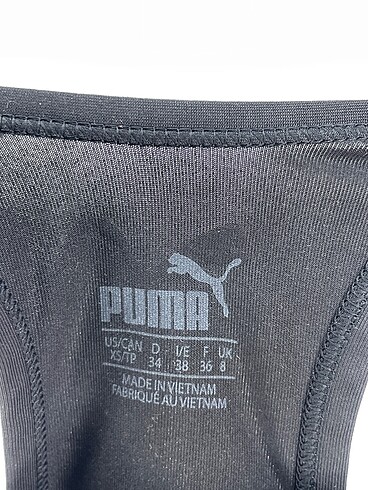 PUMA
US/CAN D I/E F UK
XS/TP 34 38 36 8
MADE IN VIETNAM
FABRIQUÉ AU VIETNAM